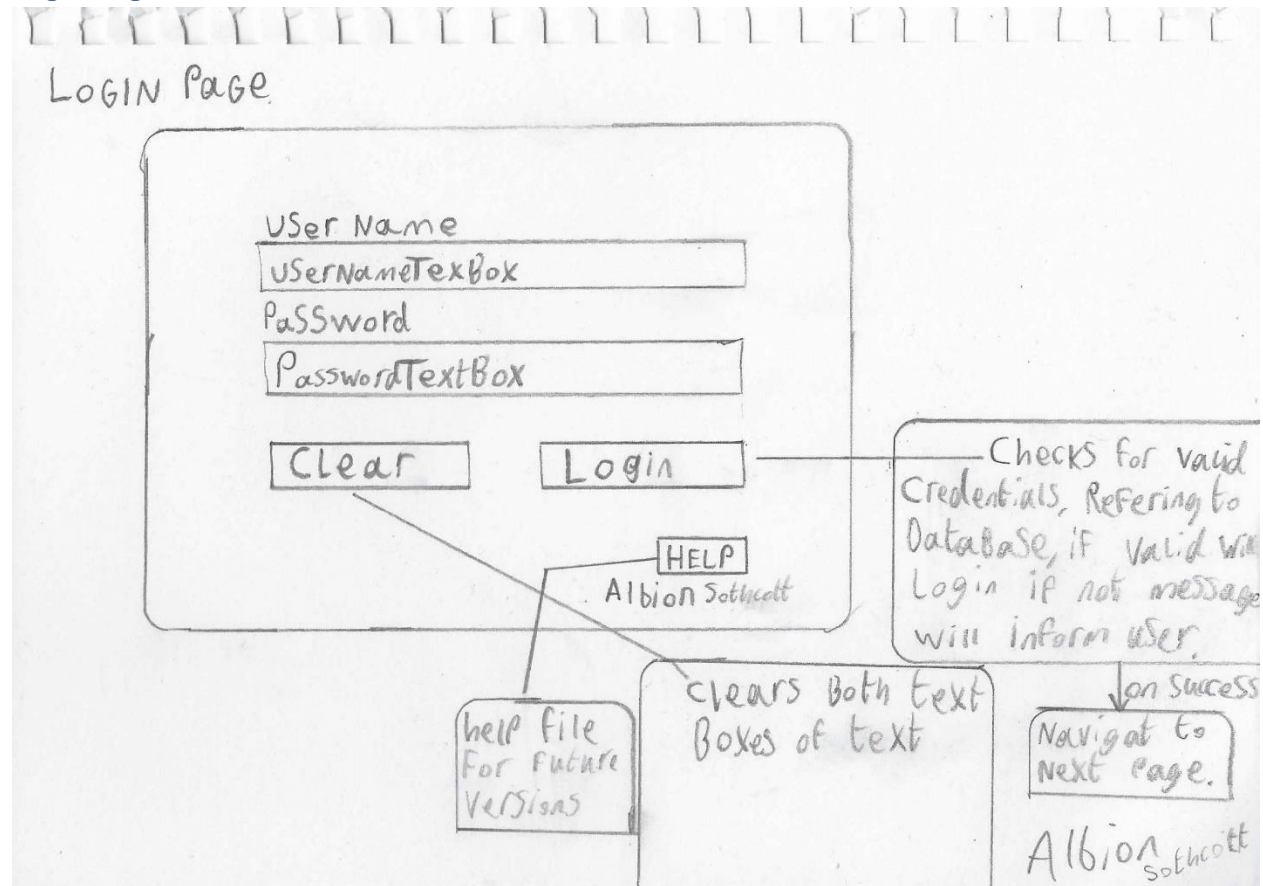 LOGIN PaGe
USer Name
USerNameTexBox
PaSSword
PasswordTextBox
Clear
Login
HELP
Albion Sothcott
Checks for valid
Credentials, Refering to
DataBaSe, if Valid Will
Login if not message
will inform uSer.
on Success
Navigat to
Next Page.
Clears Both text
Boxes of text
help file
For Future
VerSions
Albion Sothcott